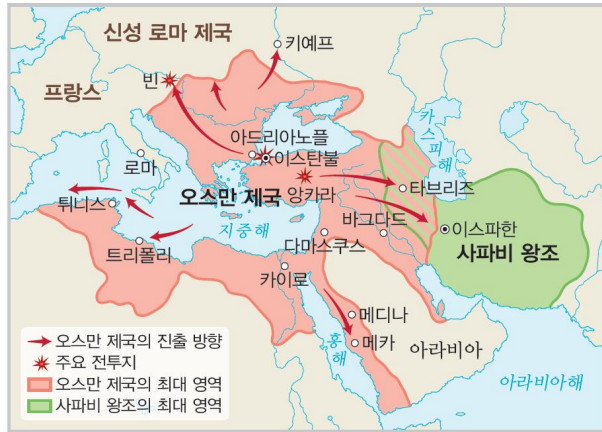 신성 로마 제국
키예프
빈
프랑스
카스피해
아드리아노플
이스탄불
로마
오스만 제국
앙카라
타브리즈
튀니스
바그다드
이스파한
지중해
다마스쿠스
사파비 왕조
트리폴리
카이로
메디나
메카
아라비아
홍해
아라비아해
오스만 제국의 진출 방향
주요 전투지
오스만 제국의 최대 영역
사파비 왕조의 최대 영역